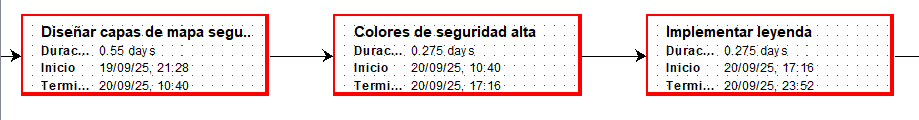 Diseñar capas de mapa segu..
Durac... 0.55 days
Inicio 19/09/25, 21:28
Termi... 20/09/25, 10:40
Colores de seguridad alta
Durac... 0.275 days
Inicio 20/09/25, 10:40
Termi... 20/09/25, 17:16
Implementar leyenda
Durac... 0.275 days
Inicio 20/09/25, 17:16
Termi... 20/09/25, 23:52